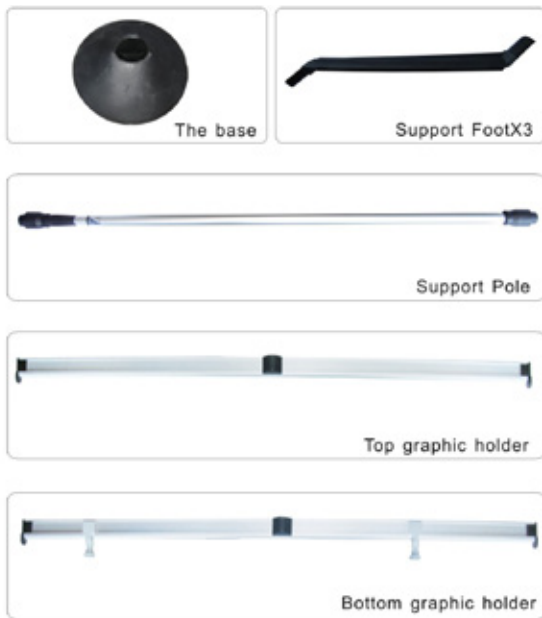 The base
Support FootX3
Support Pole
Top graphic holder
Bottom graphic holder